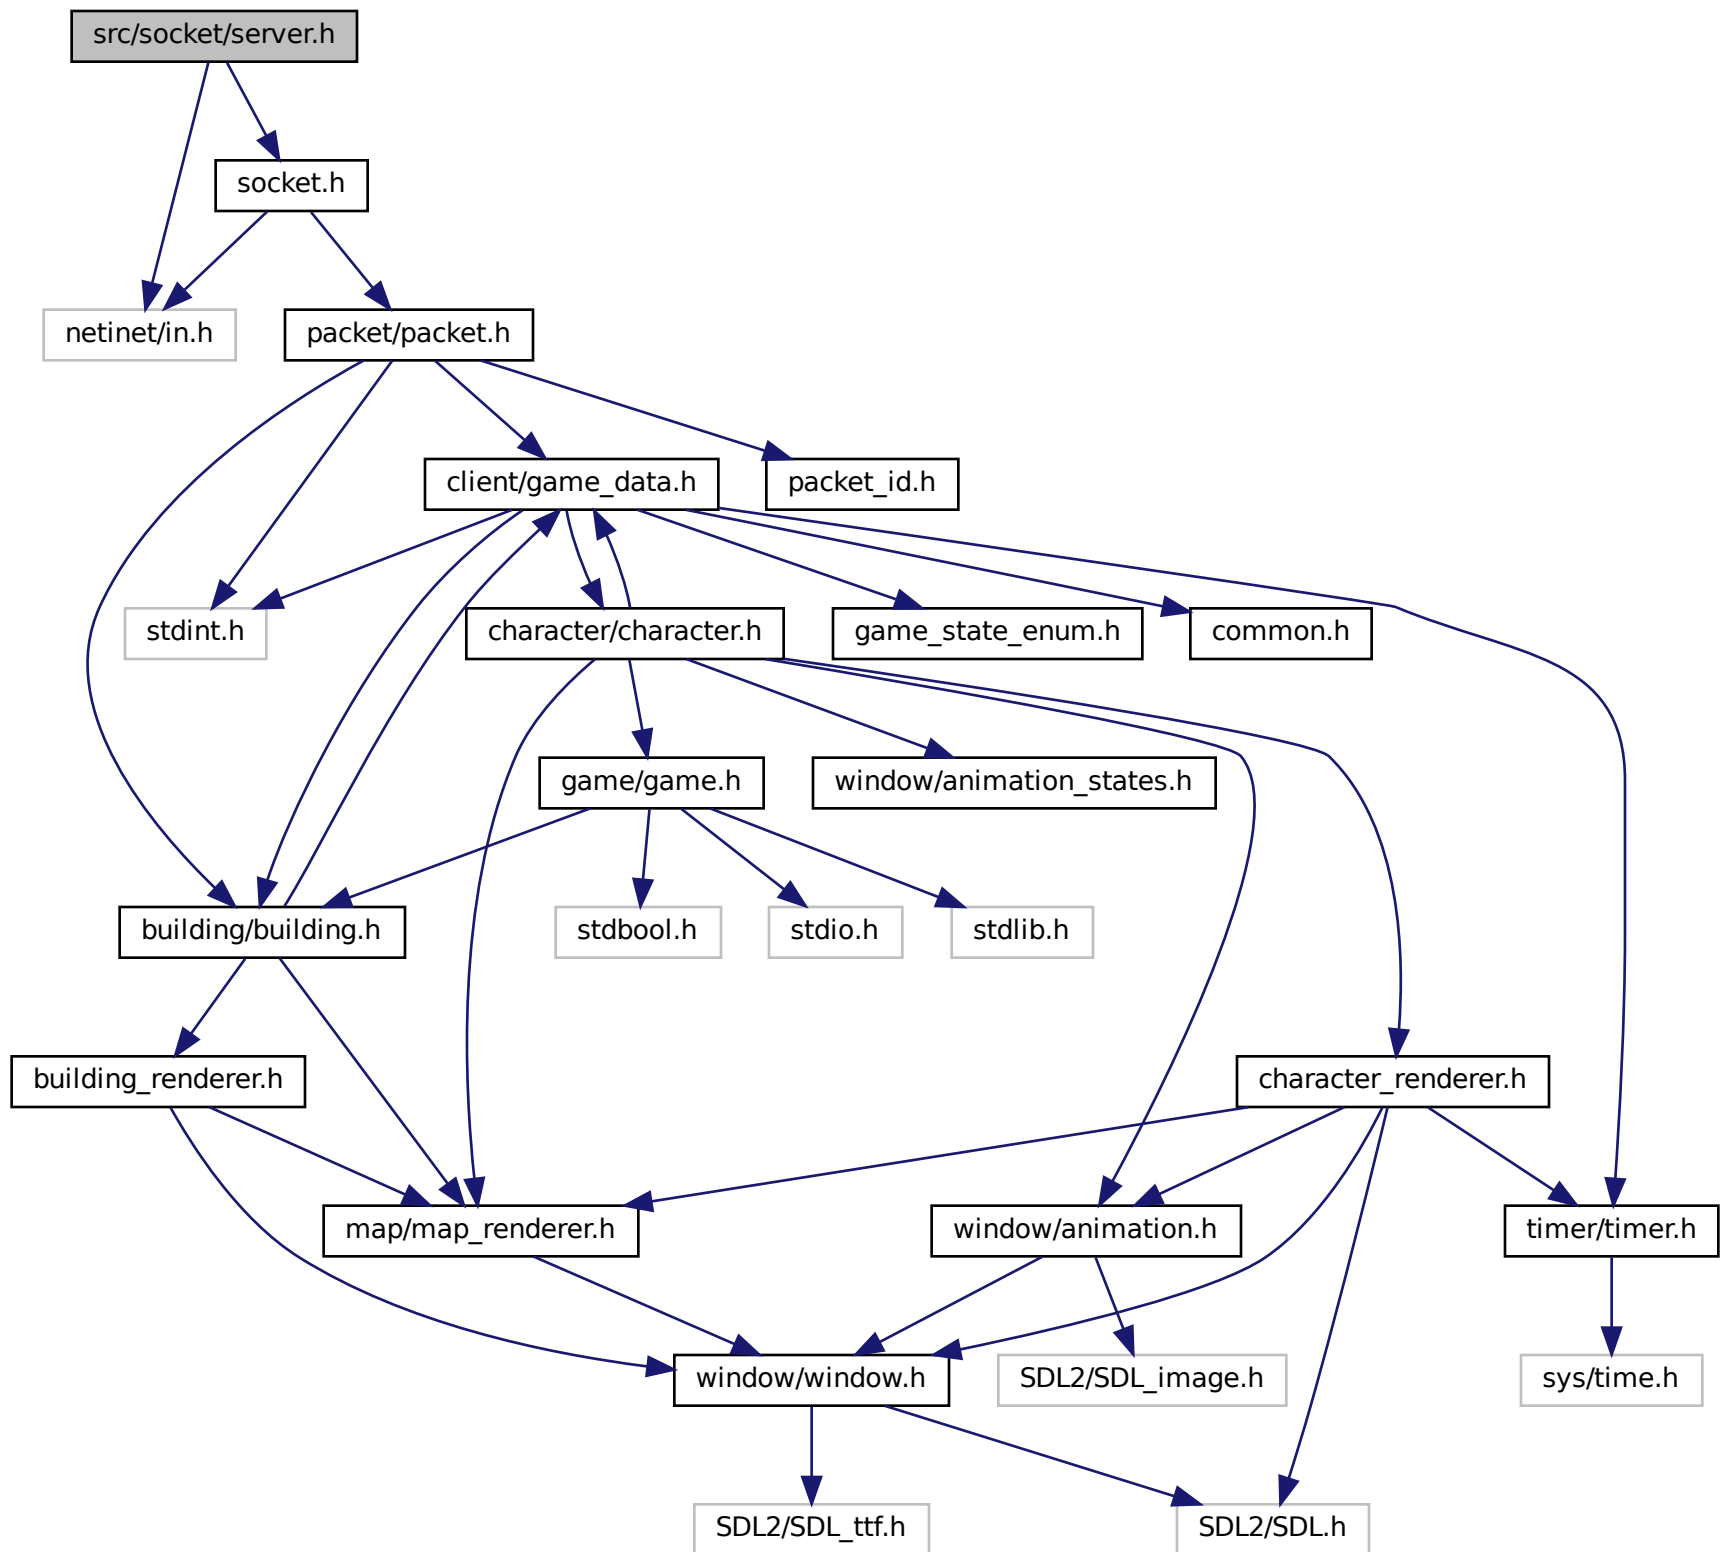 src/socket/server.h
socket.h
netinet/in.h
packet/packet.h
client/game_data.h
packet_id.h
stdint.h
character/character.h
game_state_enum.h
common.h
game/game.h
window/animation_states.h
building/building.h
stdbool.h
stdio.h
stdlib.h
building_renderer.h
character_renderer.h
map/map_renderer.h
window/animation.h
timer/timer.h
window/window.h
SDL2/SDL_image.h
sys/time.h
SDL2/SDL_ttf.h
SDL2/SDL.h